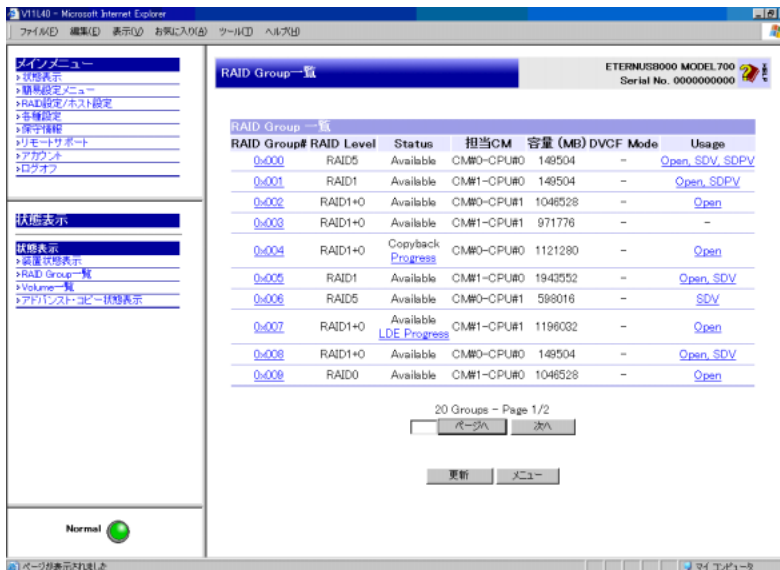 V11L40 - Microsoft Internet Explorer
ファイル(F) 編集(E) 表示(V) お気に入り(A) ツール(T) ヘルプ(H)
メインメニュー
›状態表示
›簡易設定メニュー
›RAID設定/ホスト設定
›各種設定
›保守情報
›リモートサポート
›アカウント
›ログオフ
状態表示
状態表示
›装置状態表示
›RAID Group一覧
›Volume一覧
›アドバンスト・コピー状態表示
Normal
RAID Group一覧
ETERNUS8000 MODEL700
Serial No. 0000000000
RAID Group 一覧
RAID Group# RAID Level Status 担当CM 容量 (MB) DVCF Mode Usage
0x000 RAID5 Available CM#0-CPU#0 149504 - Open, SDV, SDPV
0x001 RAID1 Available CM#1-CPU#0 149504 - Open, SDPV
0x002 RAID1+0 Available CM#0-CPU#1 1046528 - Open
0x003 RAID1+0 Available CM#1-CPU#1 971776 - -
0x004 RAID1+0 Copyback Progress CM#0-CPU#0 1121280 - Open
0x005 RAID1 Available CM#1-CPU#0 1943552 - Open, SDV
0x006 RAID5 Available CM#0-CPU#1 598016 - SDV
0x007 RAID1+0 Available LDE Progress CM#1-CPU#1 1196032 - Open
0x008 RAID1+0 Available CM#0-CPU#0 149504 - Open, SDV
0x009 RAID0 Available CM#1-CPU#0 1046528 - Open
20 Groups - Page 1/2
ページへ 次へ
更新 メニュー
ページが表示されました マイ コンピュータ